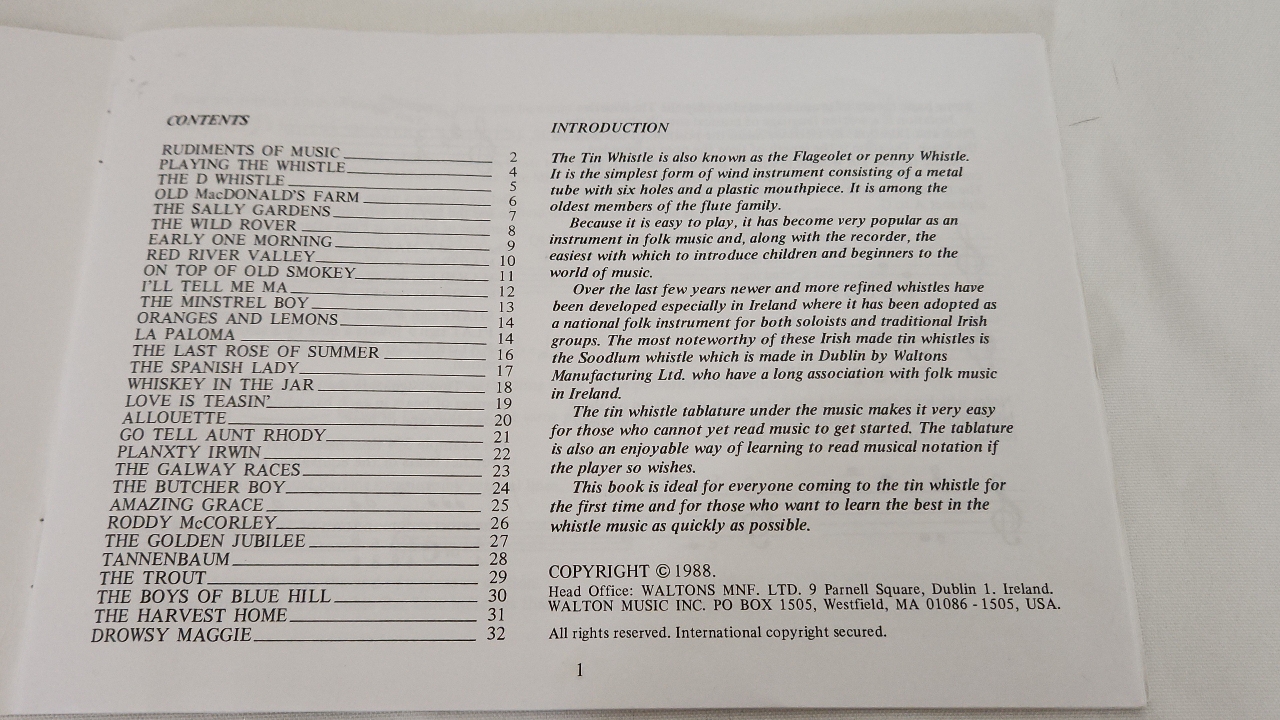 CONTENTS
RUDIMENTS OF MUSIC 2
PLAYING THE WHISTLE 4
THE D WHISTLE 5
OLD MacDONALD'S FARM 6
THE SALLY GARDENS 7
THE WILD ROVER 8
EARLY ONE MORNING 9
RED RIVER VALLEY 10
ON TOP OF OLD SMOKEY 11
I'LL TELL ME MA 12
THE MINSTREL BOY 13
ORANGES AND LEMONS 14
LA PALOMA 14
THE LAST ROSE OF SUMMER 16
THE SPANISH LADY 17
WHISKEY IN THE JAR 18
LOVE IS TEASIN' 19
ALLOUETTE 20
GO TELL AUNT RHODY 21
PLANXTY IRWIN 22
THE GALWAY RACES 23
THE BUTCHER BOY 24
AMAZING GRACE 25
RODDY McCORLEY 26
THE GOLDEN JUBILEE 27
TANNENBAUM 28
THE TROUT 29
THE BOYS OF BLUE HILL 30
THE HARVEST HOME 31
DROWSY MAGGIE 32
INTRODUCTION
The Tin Whistle is also known as the Flageolet or penny Whistle.
It is the simplest form of wind instrument consisting of a metal
tube with six holes and a plastic mouthpiece. It is among the
oldest members of the flute family.
Because it is easy to play, it has become very popular as an
instrument in folk music and, along with the recorder, the
easiest with which to introduce children and beginners to the
world of music.
Over the last few years newer and more refined whistles have
been developed especially in Ireland where it has been adopted as
a national folk instrument for both soloists and traditional Irish
groups. The most noteworthy of these Irish made tin whistles is
the Soodlum whistle which is made in Dublin by Waltons
Manufacturing Ltd. who have a long association with folk music
in Ireland.
The tin whistle tablature under the music makes it very easy
for those who cannot yet read music to get started. The tablature
is also an enjoyable way of learning to read musical notation if
the player so wishes.
This book is ideal for everyone coming to the tin whistle for
the first time and for those who want to learn the best in the
whistle music as quickly as possible.
COPYRIGHT © 1988.
Head Office: WALTONS MNF. LTD. 9 Parnell Square, Dublin 1. Ireland.
WALTON MUSIC INC. PO BOX 1505, Westfield, MA 01086 - 1505, USA.
All rights reserved. International copyright secured.
1